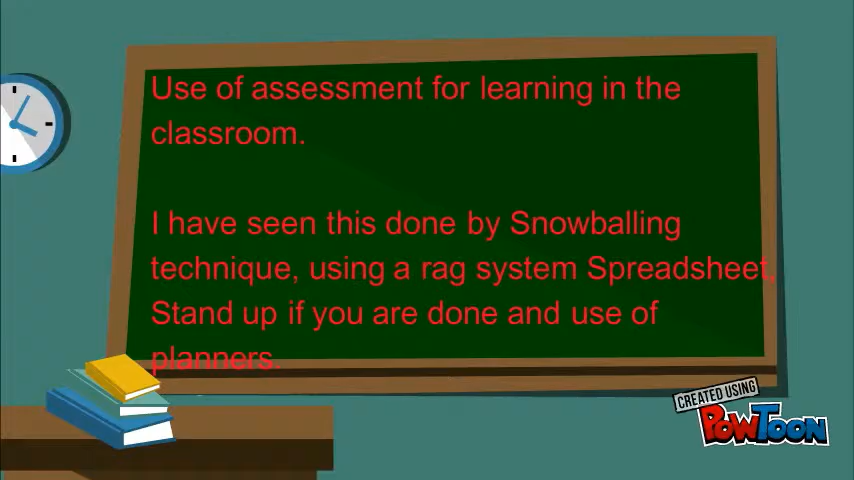 Use of assessment for learning in the
classroom.
I have seen this done by Snowballing
technique, using a rag system Spreadsheet,
Stand up if you are done and use of
planners.
CREATED USING
POWTOON